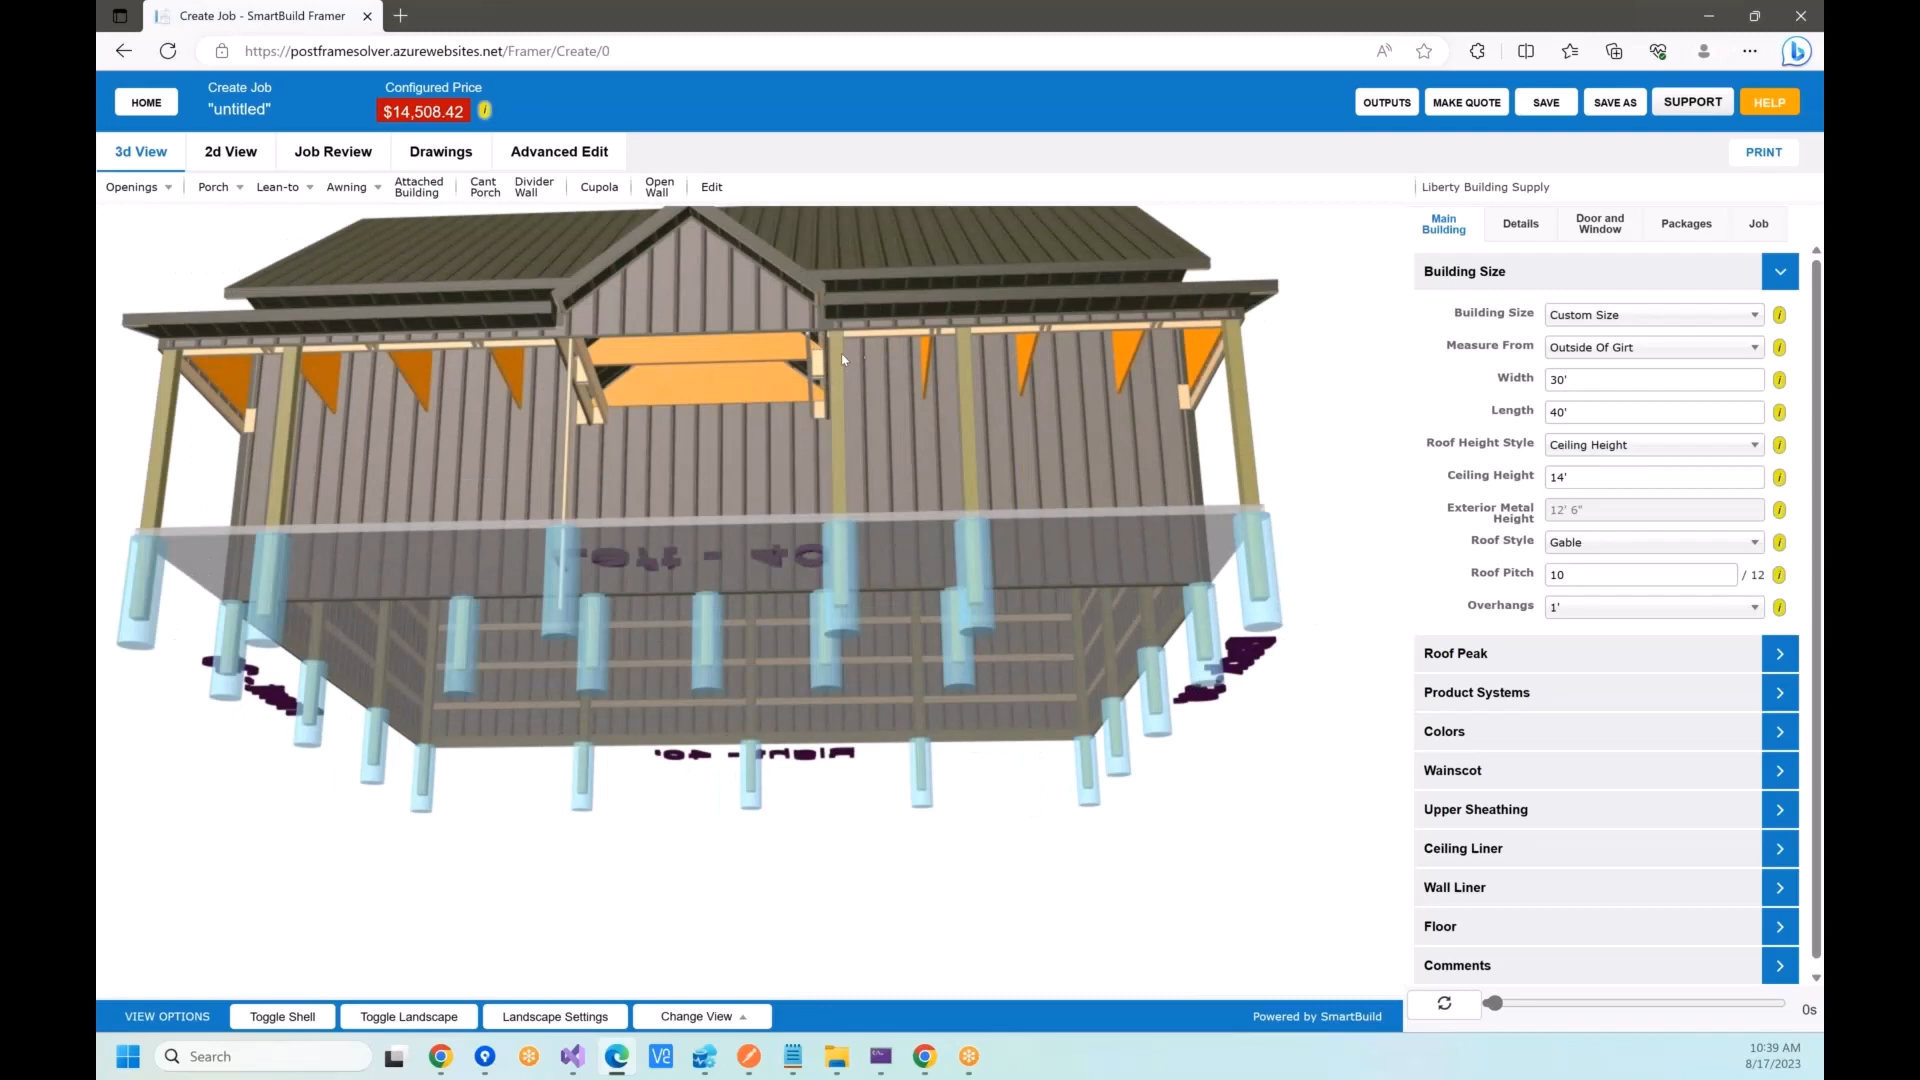 Create Job - SmartBuild Framer
https://postframesolver.azurewebsites.net/Framer/Create/0
HOME
Create Job
"untitled"
Configured Price
$14,508.42
OUTPUTS
MAKE QUOTE
SAVE
SAVE AS
SUPPORT
HELP
3d View
2d View
Job Review
Drawings
Advanced Edit
PRINT
Openings
Porch
Lean-to
Awning
Attached
Building
Cant
Porch
Divider
Wall
Cupola
Open
Wall
Edit
Liberty Building Supply
Main
Building
Details
Door and
Window
Packages
Job
Building Size
Building Size
Custom Size
Measure From
Outside Of Girt
Width
30'
Length
40'
Roof Height Style
Ceiling Height
Ceiling Height
14'
Exterior Metal
Height
12' 6"
Roof Style
Gable
Roof Pitch
10
/ 12
Overhangs
1'
Roof Peak
Product Systems
Colors
Wainscot
Upper Sheathing
Ceiling Liner
Wall Liner
Floor
Comments
RIGHT - 40'
0s
VIEW OPTIONS
Toggle Shell
Toggle Landscape
Landscape Settings
Change View
Powered by SmartBuild
Search
10:39 AM
8/17/2023